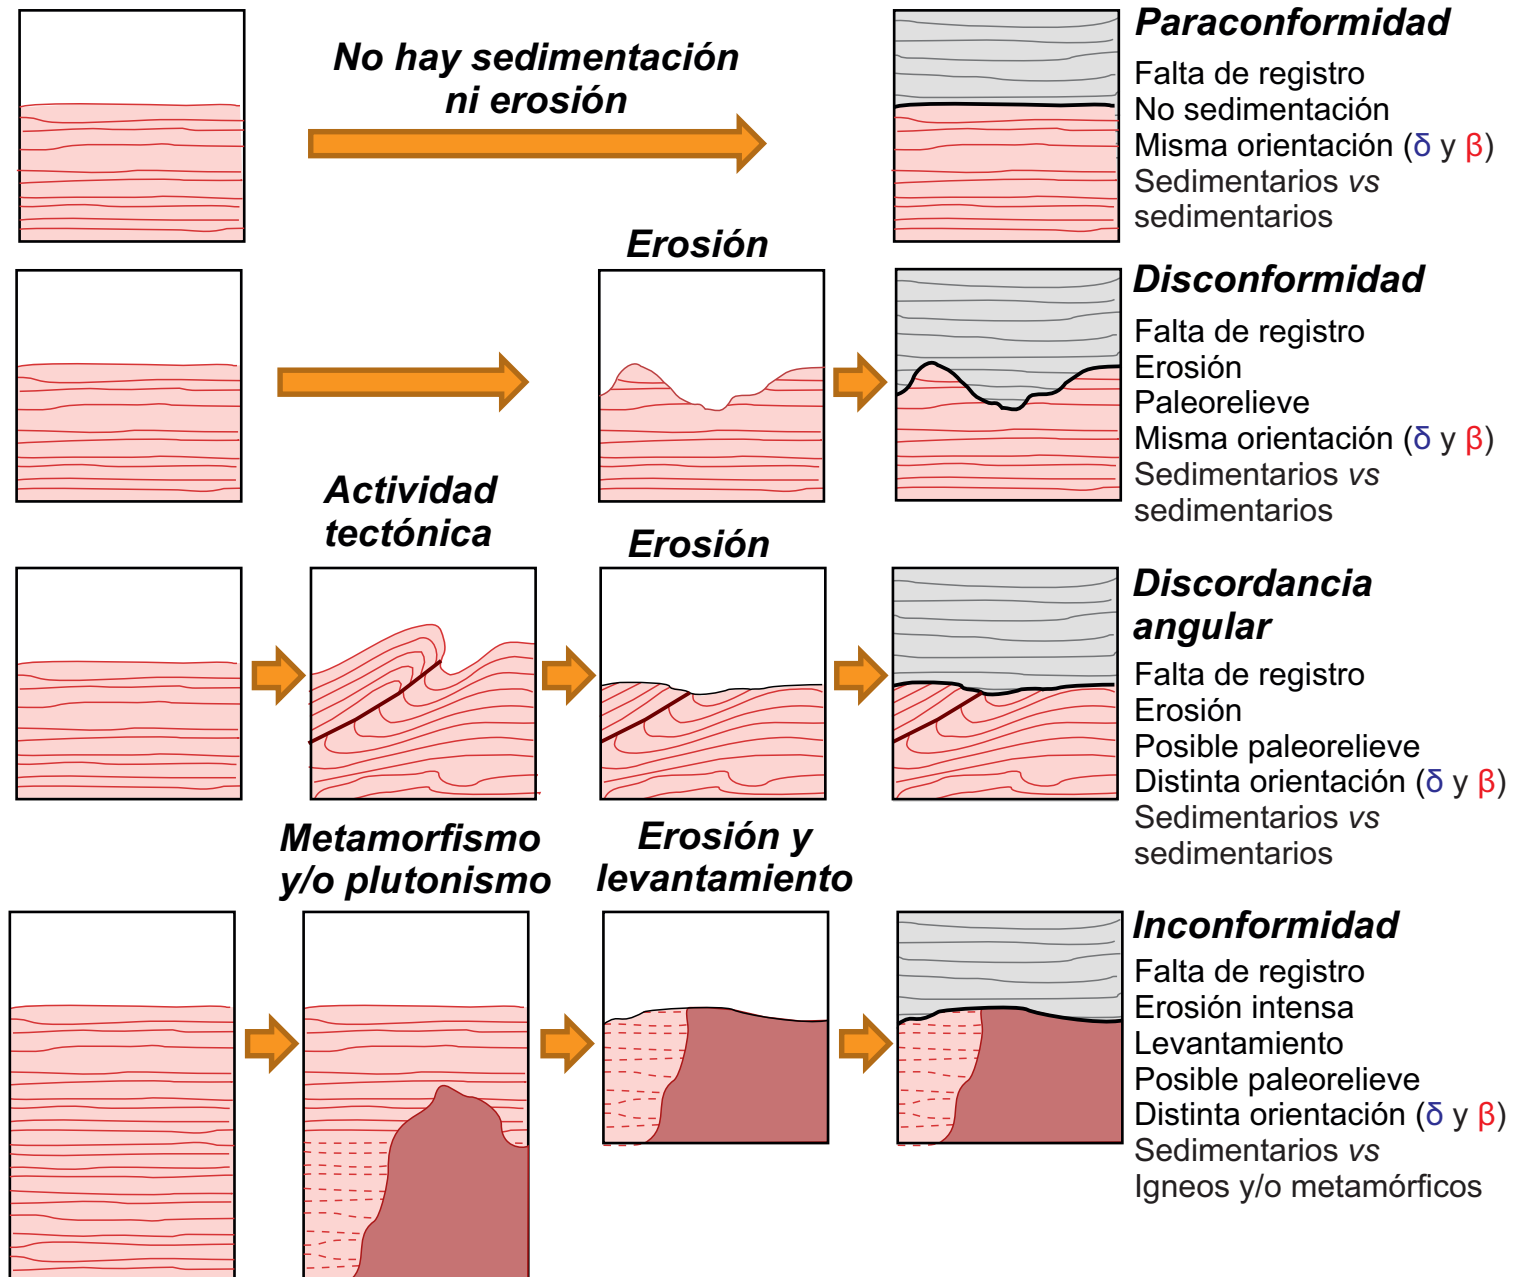 No hay sedimentación
ni erosión
Paraconformidad
Falta de registro
No sedimentación
Misma orientación (δ y β)
Sedimentarios vs
sedimentarios
Erosión
Disconformidad
Falta de registro
Erosión
Paleorelieve
Misma orientación (δ y β)
Sedimentarios vs
sedimentarios
Actividad
tectónica
Erosión
Discordancia
angular
Falta de registro
Erosión
Posible paleorelieve
Distinta orientación (δ y β)
Sedimentarios vs
sedimentarios
Metamorfismo
y/o plutonismo
Erosión y
levantamiento
Inconformidad
Falta de registro
Erosión intensa
Levantamiento
Posible paleorelieve
Distinta orientación (δ y β)
Sedimentarios vs
Igneos y/o metamórficos